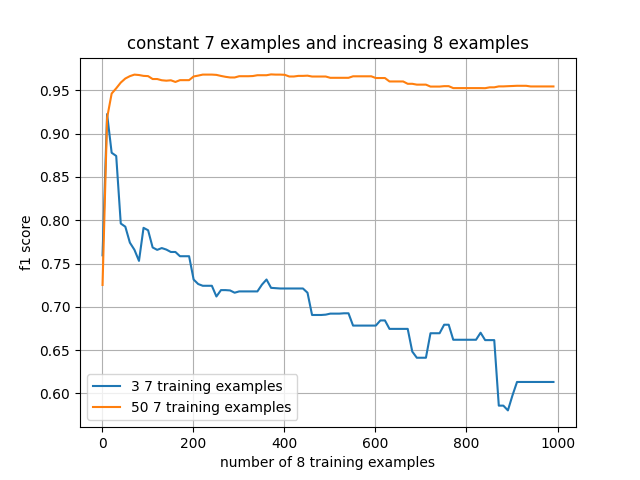 constant 7 examples and increasing 8 examples
0.95
0.90
0.85
0.80
0.75
0.70
0.65
0.60
f1 score
3 7 training examples
50 7 training examples
0 200 400 600 800 1000
number of 8 training examples